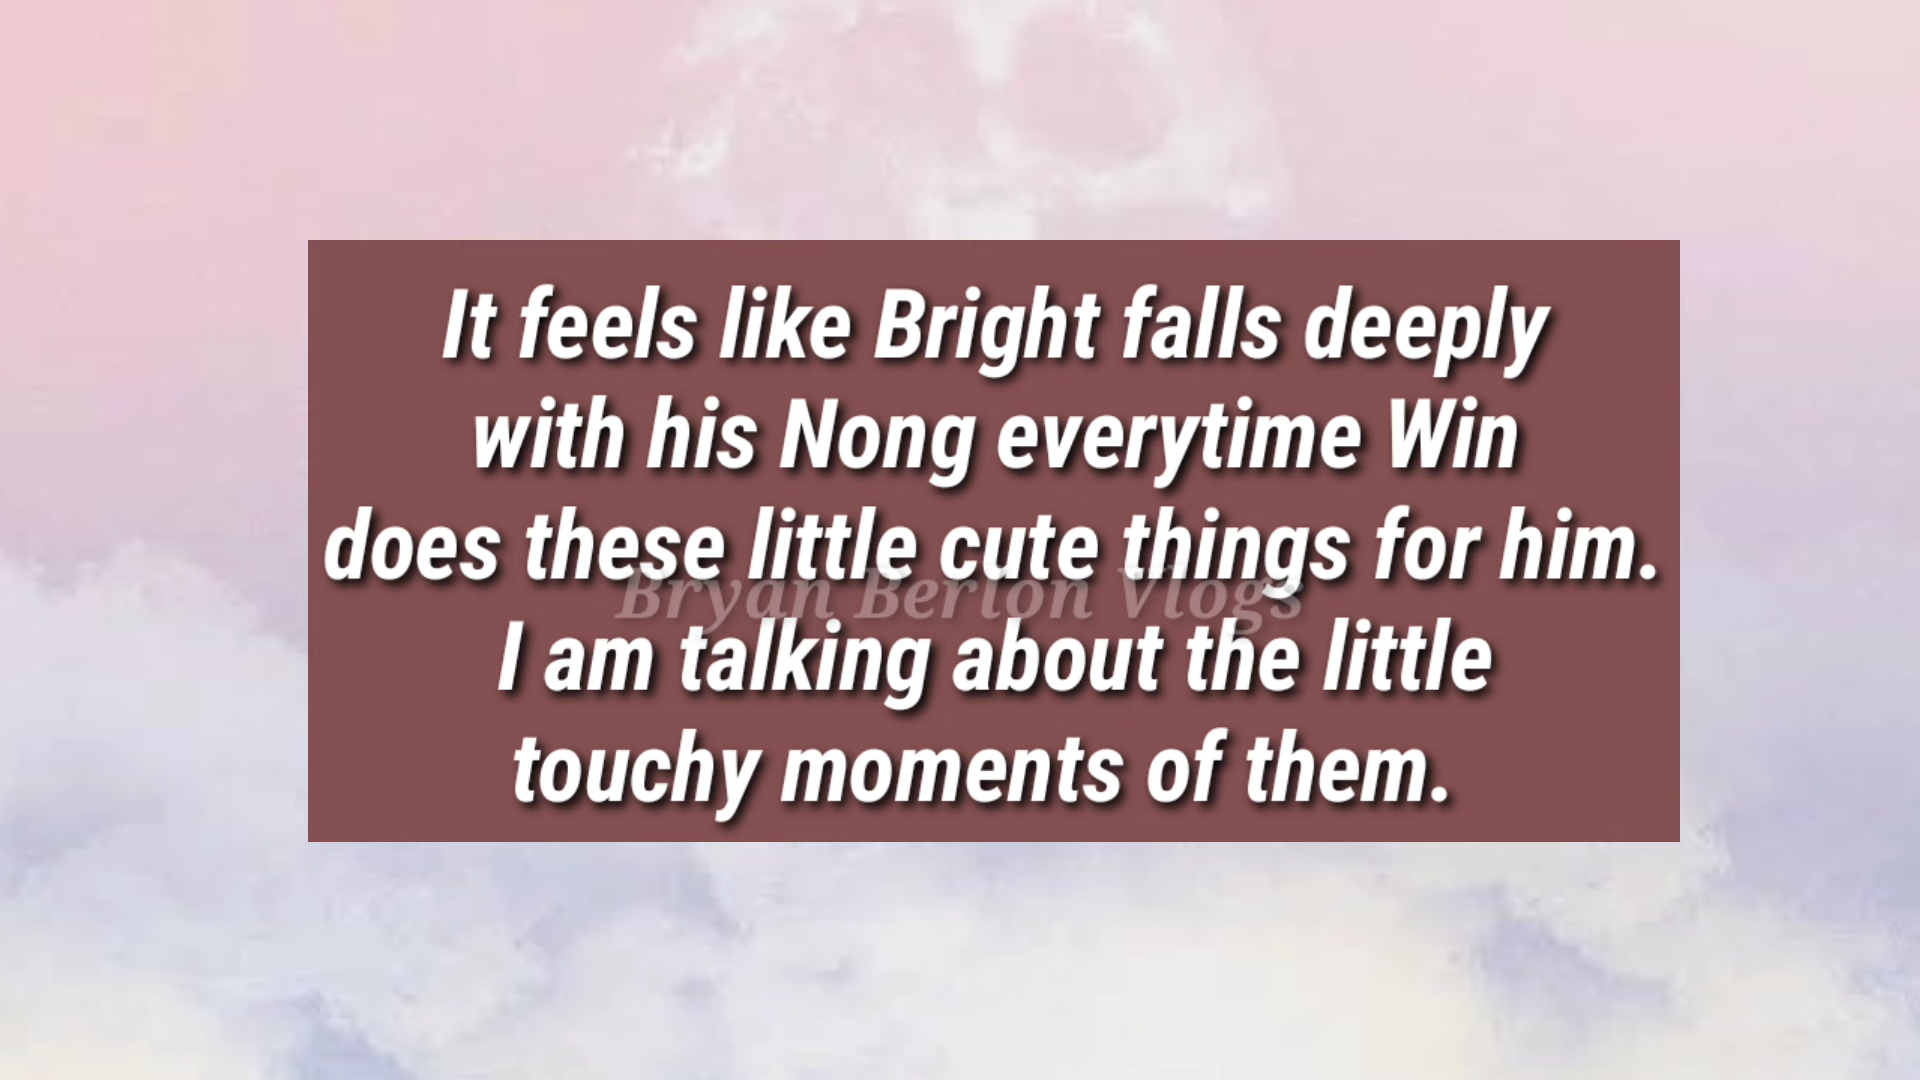 It feels like Bright falls deeply
with his Nong everytime Win
does these little cute things for him.
Bryan Berlon Vlogs
I am talking about the little
touchy moments of them.